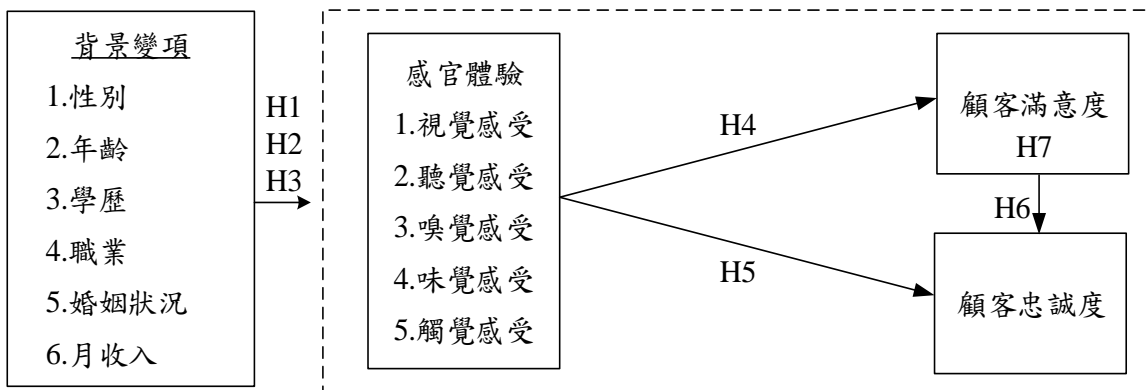 背景變項
1.性別
2.年齡
3.學歷
4.職業
5.婚姻狀況
6.月收入
H1
H2
H3
感官體驗
1.視覺感受
2.聽覺感受
3.嗅覺感受
4.味覺感受
5.觸覺感受
H4
H5
顧客滿意度
H7
H6
顧客忠誠度